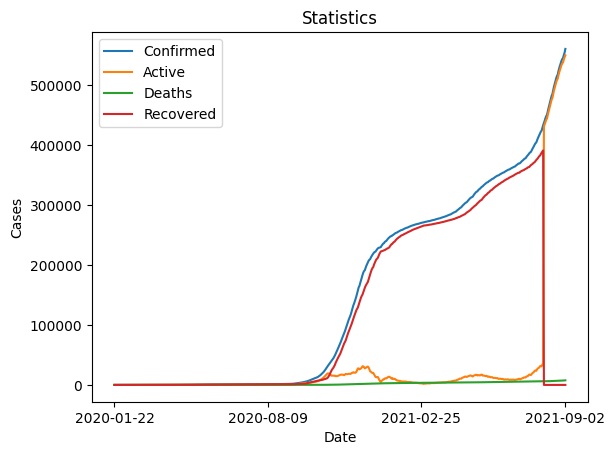 Statistics
Confirmed
Active
Deaths
Recovered
500000
400000
300000
200000
100000
0
Cases
2020-01-22
2020-08-09
2021-02-25
2021-09-02
Date